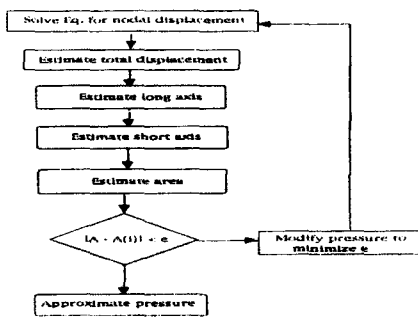 Solve Eq. for nodal displacement
Estimate total displacement
Estimate long axis
Estimate short axis
Estimate area
[A - A(i)] < e
Modify pressure to
minimize e
Approximate pressure